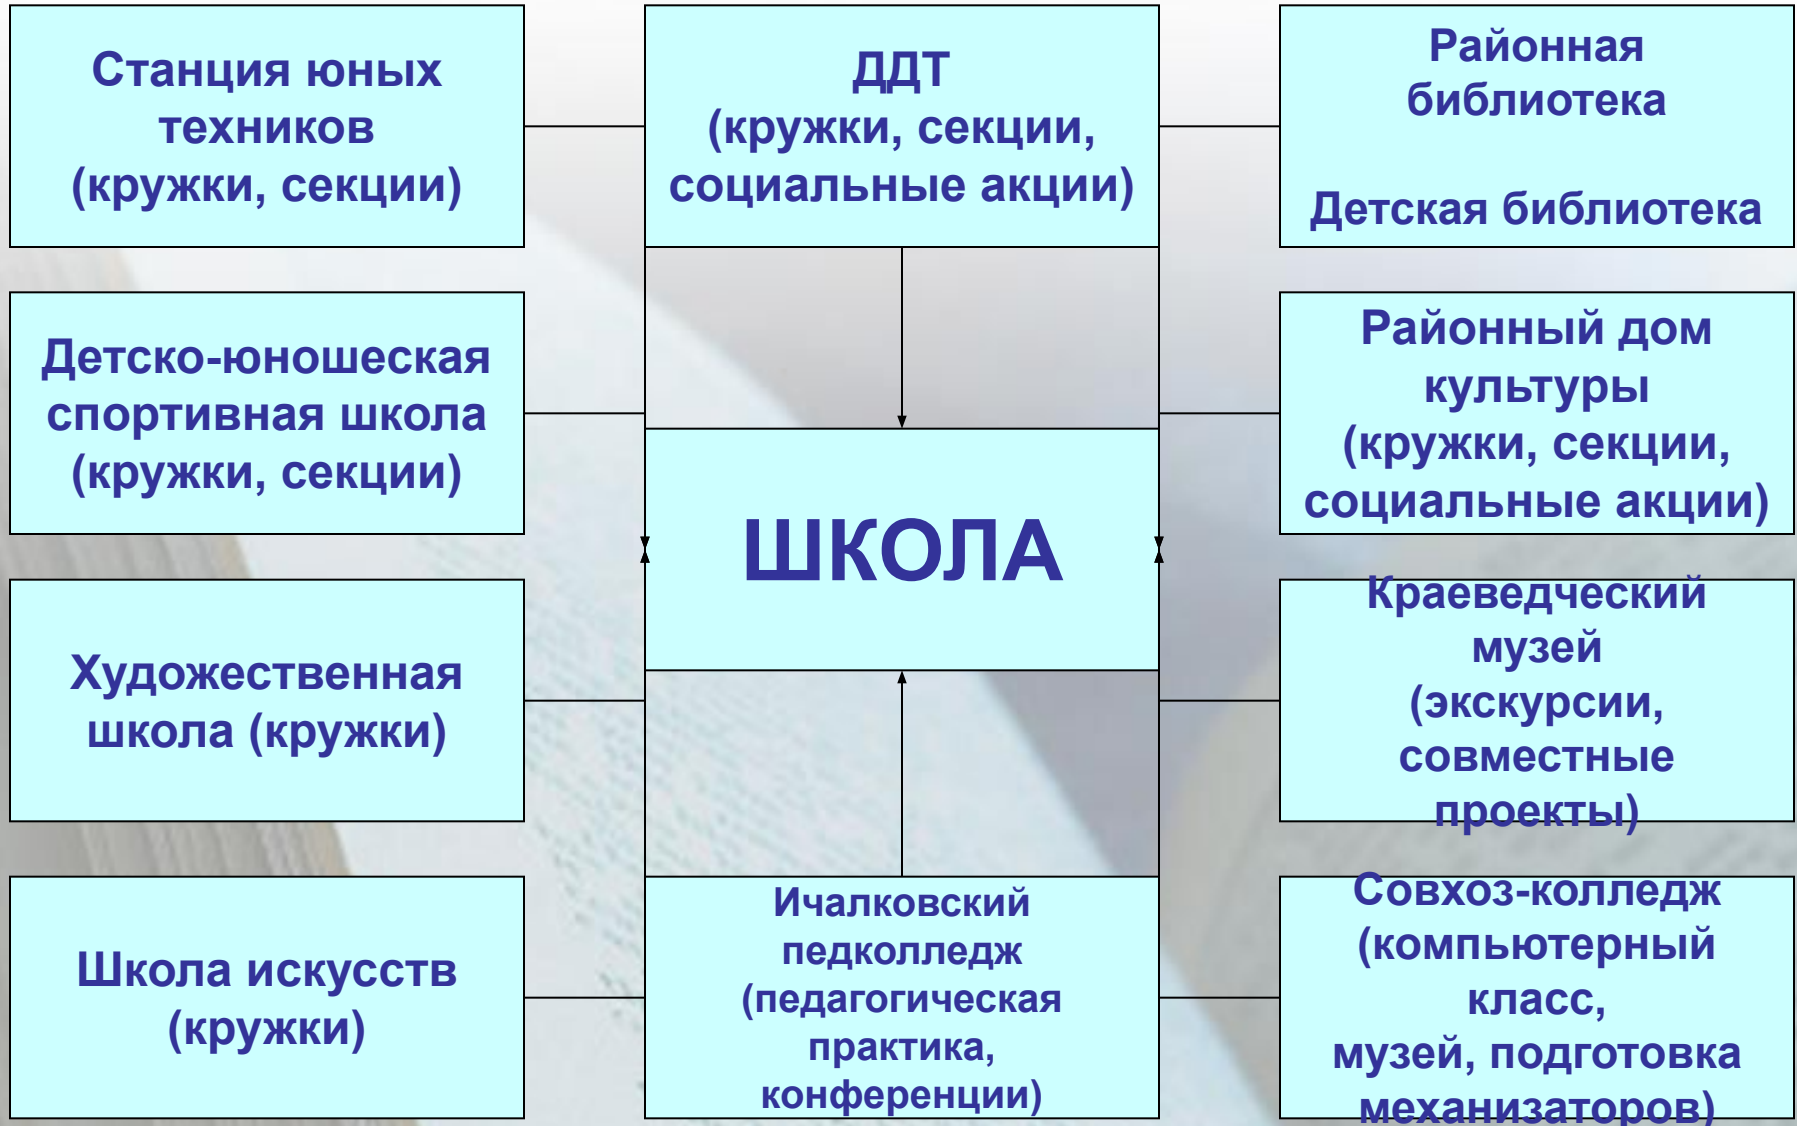 Станция юных
техников
(кружки, секции)
ДДТ
(кружки, секции,
социальные акции)
Районная
библиотека
Детская библиотека
Детско-юношеская
спортивная школа
(кружки, секции)
Районный дом
культуры
(кружки, секции,
социальные акции)
ШКОЛА
Художественная
школа (кружки)
Краеведческий
музей
(экскурсии,
совместные
проекты)
Школа искусств
(кружки)
Ичалковский
педколледж
(педагогическая
практика,
конференции)
Совхоз-колледж
(компьютерный
класс,
музей, подготовка
механизаторов)